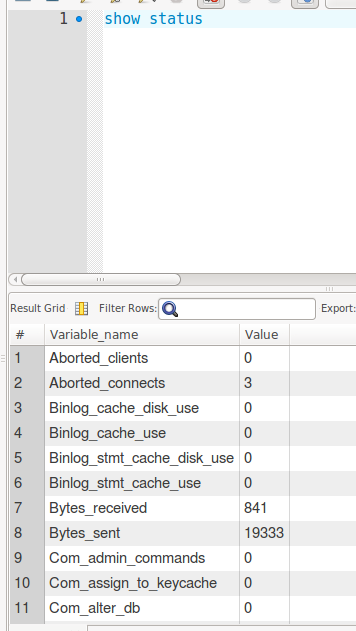 1 show status
Result Grid Filter Rows: Export:
# Variable_name Value
1 Aborted_clients 0
2 Aborted_connects 3
3 Binlog_cache_disk_use 0
4 Binlog_cache_use 0
5 Binlog_stmt_cache_disk_use 0
6 Binlog_stmt_cache_use 0
7 Bytes_received 841
8 Bytes_sent 19333
9 Com_admin_commands 0
10 Com_assign_to_keycache 0
11 Com_alter_db 0